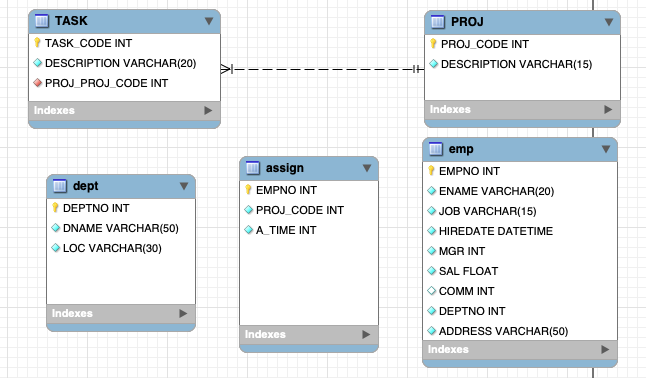 TASK
TASK_CODE INT
DESCRIPTION VARCHAR(20)
PROJ_PROJ_CODE INT
Indexes
PROJ
PROJ_CODE INT
DESCRIPTION VARCHAR(15)
Indexes
dept
DEPTNO INT
DNAME VARCHAR(50)
LOC VARCHAR(30)
Indexes
assign
EMPNO INT
PROJ_CODE INT
A_TIME INT
Indexes
emp
EMPNO INT
ENAME VARCHAR(20)
JOB VARCHAR(15)
HIREDATE DATETIME
MGR INT
SAL FLOAT
COMM INT
DEPTNO INT
ADDRESS VARCHAR(50)
Indexes